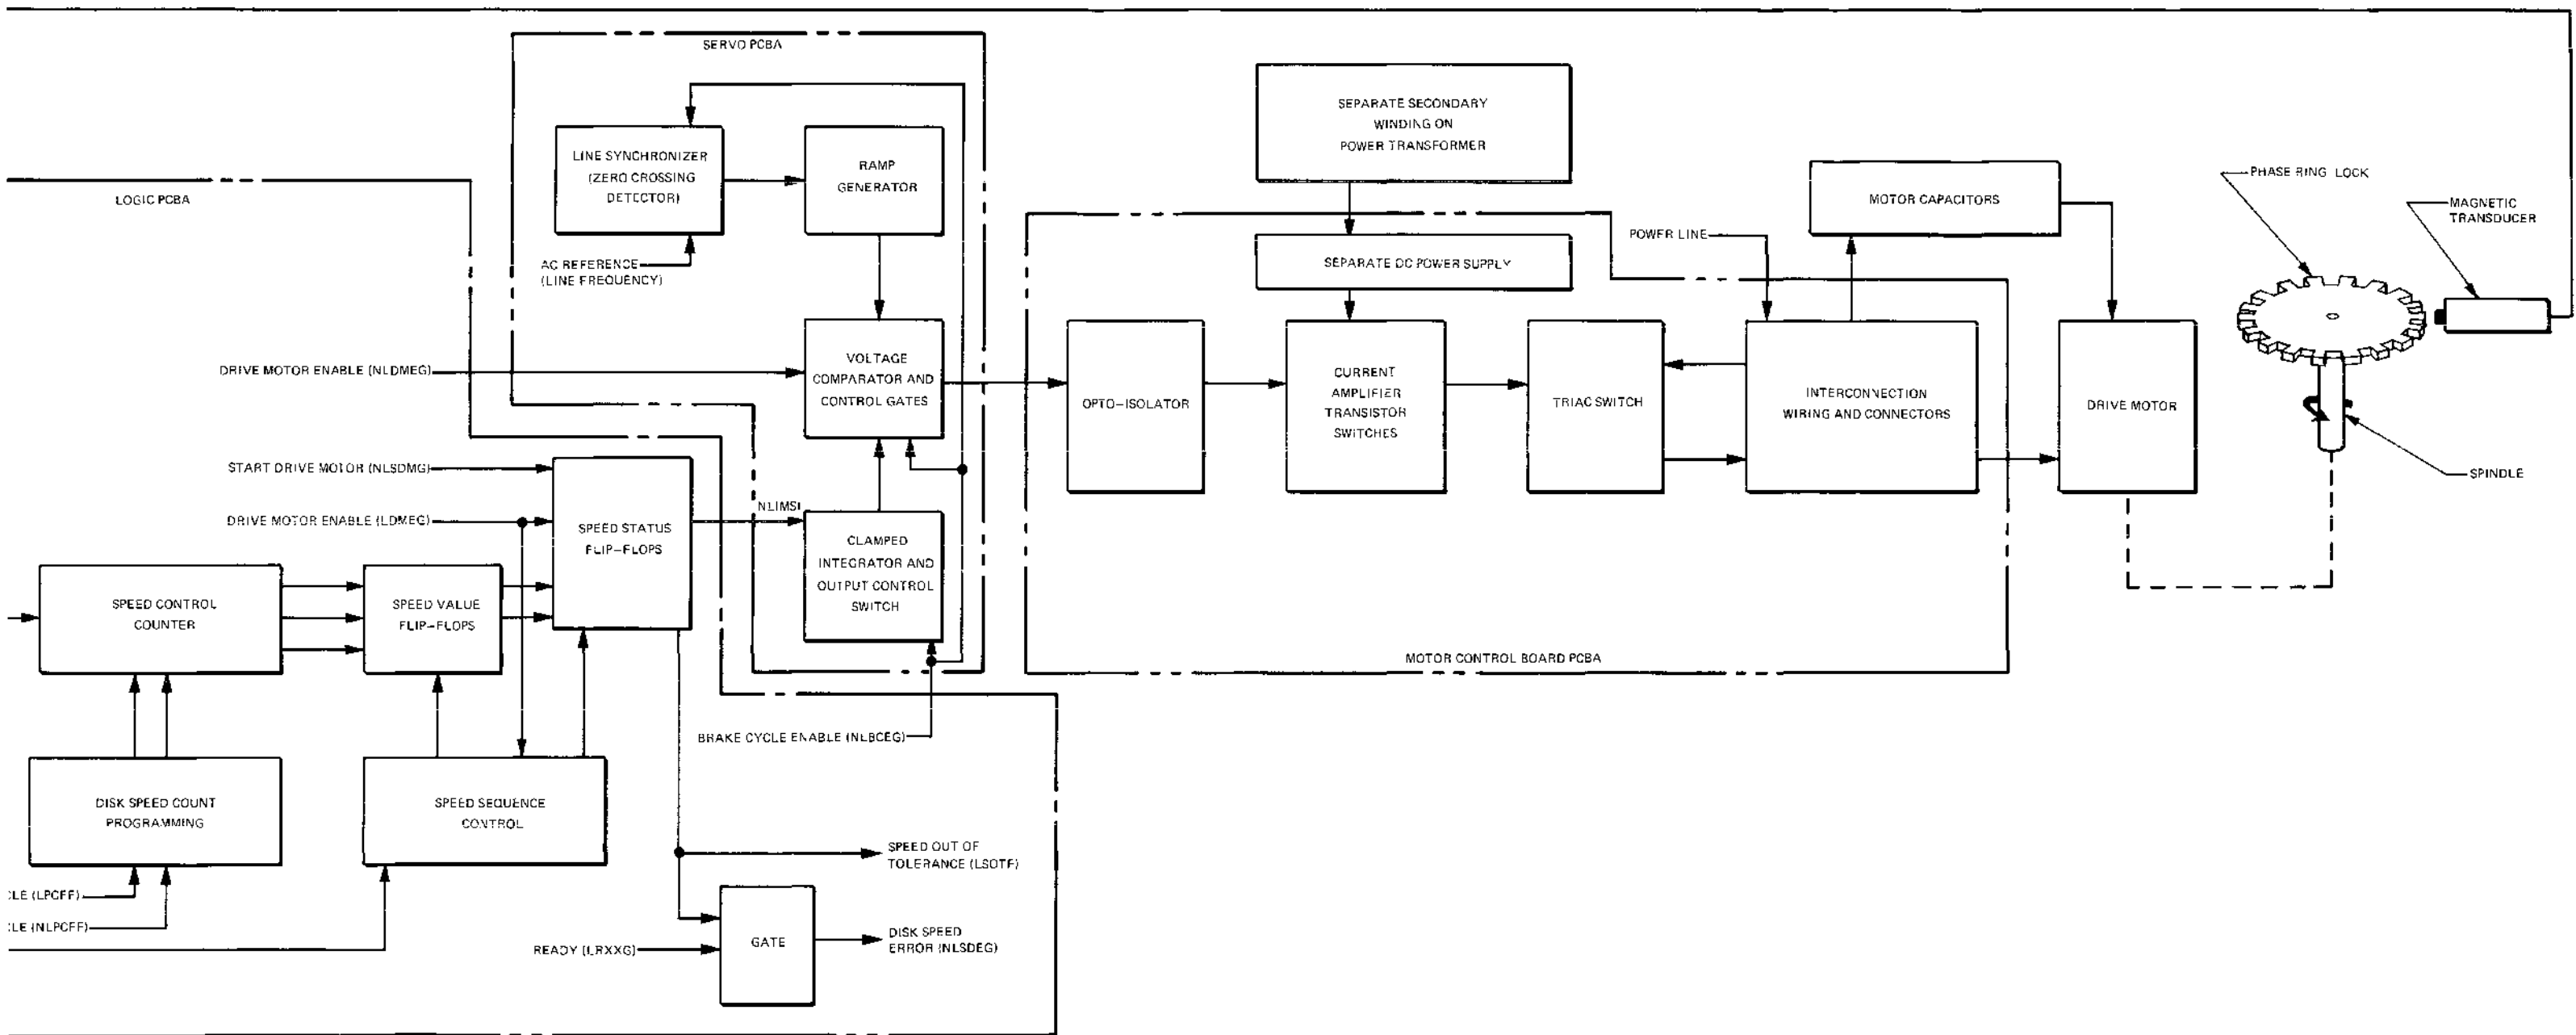 SERVO PCBA
LOGIC PCBA
LINE SYNCHRONIZER
(ZERO CROSSING
DETECTOR)
RAMP
GENERATOR
AC REFERENCE
(LINE FREQUENCY)
SEPARATE SECONDARY
WINDING ON
POWER TRANSFORMER
SEPARATE DC POWER SUPPLY
POWER LINE
MOTOR CAPACITORS
PHASE RING LOCK
MAGNETIC
TRANSDUCER
DRIVE MOTOR ENABLE (NLDMEG)
VOLTAGE
COMPARATOR AND
CONTROL GATES
OPTO-ISOLATOR
CURRENT
AMPLIFIER
TRANSISTOR
SWITCHES
TRIAC SWITCH
INTERCONNECTION
WIRING AND CONNECTORS
DRIVE MOTOR
SPINDLE
START DRIVE MOTOR (NLSDMG)
DRIVE MOTOR ENABLE (LDMEG)
SPEED STATUS
FLIP-FLOPS
NLIMSI
CLAMPED
INTEGRATOR AND
OUTPUT CONTROL
SWITCH
SPEED CONTROL
COUNTER
SPEED VALUE
FLIP-FLOPS
MOTOR CONTROL BOARD PCBA
BRAKE CYCLE ENABLE (NLBCEG)
DISK SPEED COUNT
PROGRAMMING
SPEED SEQUENCE
CONTROL
SPEED OUT OF
TOLERANCE (LSOTF)
CLE (LPCFF)
CLE (NLPCFF)
READY (LRXXG)
GATE
DISK SPEED
ERROR (NLSDEG)